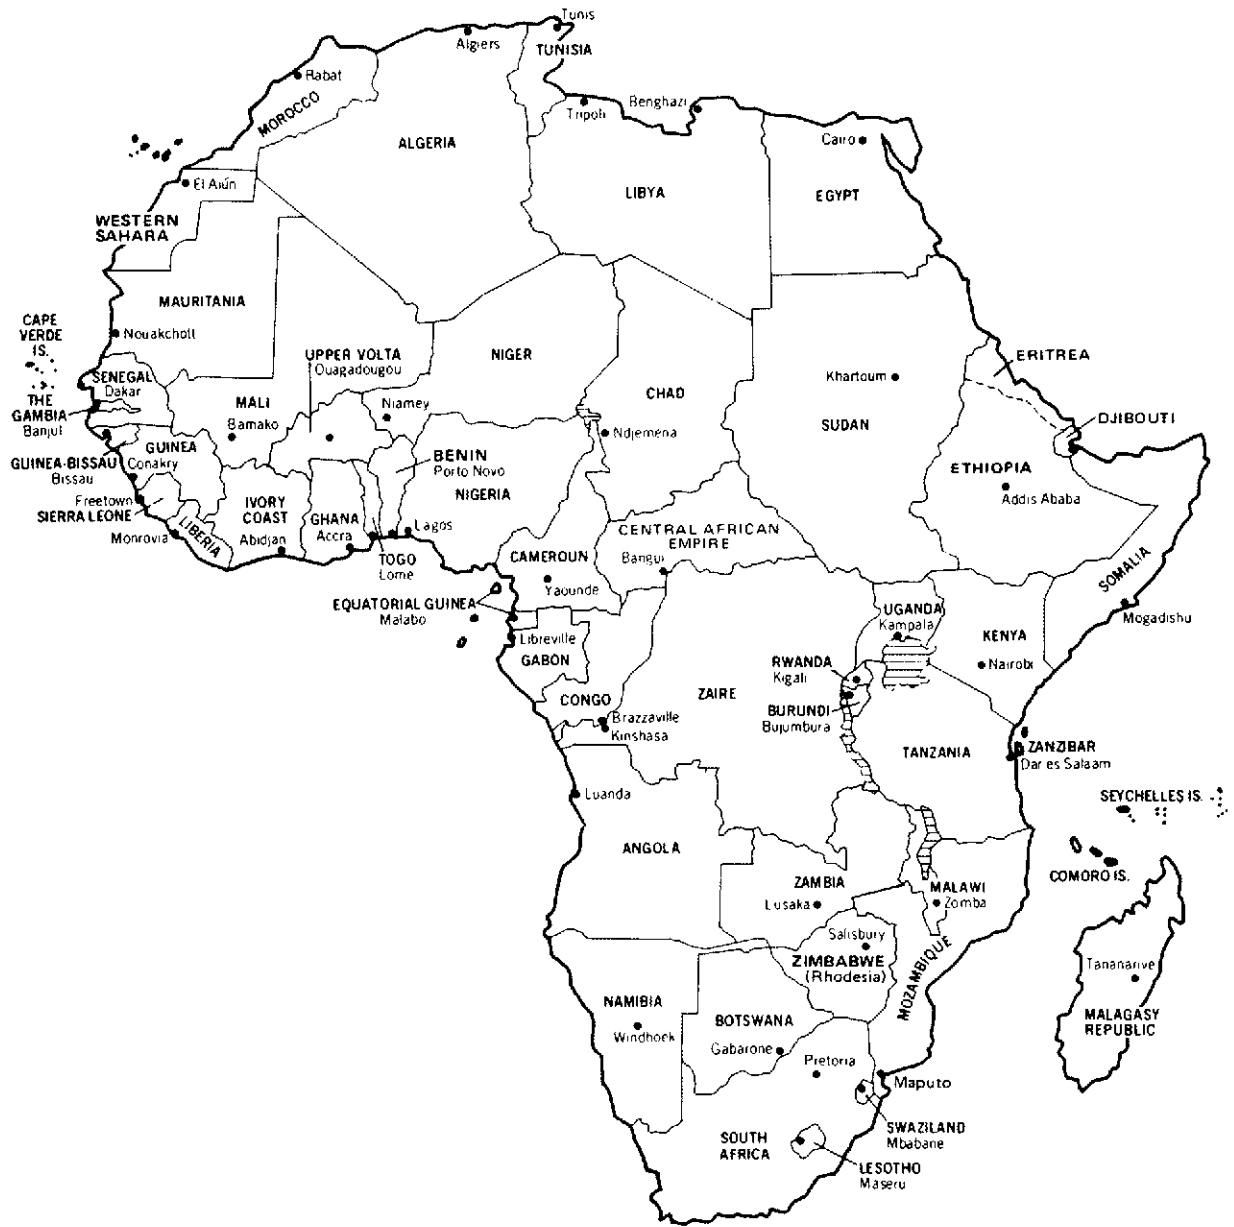 Tunis
Algiers
TUNISIA
Rabat
MOROCCO
Tripoli
Benghazi
Cairo
ALGERIA
LIBYA
EGYPT
El Aiún
WESTERN
SAHARA
MAURITANIA
Nouakchott
CAPE
VERDE
IS.
UPPER VOLTA
Ouagadougou
NIGER
Niamey
CHAD
Ndjemena
Khartoum
SUDAN
ERITREA
DJIBOUTI
ETHIOPIA
Addis Ababa
SENEGAL
Dakar
THE
GAMBIA
Banjul
MALI
Bamako
GUINEA
Conakry
GUINEA-BISSAU
Bissau
Freetown
SIERRA LEONE
LIBERIA
Monrovia
IVORY
COAST
Abidjan
GHANA
Accra
TOGO
Lome
BENIN
Porto Novo
NIGERIA
Lagos
CENTRAL AFRICAN
EMPIRE
Bangui
CAMEROUN
Yaounde
EQUATORIAL GUINEA
Malabo
Libreville
GABON
CONGO
Brazzaville
Kinshasa
ZAIRE
UGANDA
Kampala
KENYA
Nairobi
SOMALIA
Mogadishu
RWANDA
Kigali
BURUNDI
Bujumbura
TANZANIA
ZANZIBAR
Dar es Salaam
SEYCHELLES IS.
COMORO IS.
Luanda
ANGOLA
ZAMBIA
Lusaka
MALAWI
Zomba
Salisbury
ZIMBABWE
(Rhodesia)
MOZAMBIQUE
Tananarive
MALAGASY
REPUBLIC
NAMIBIA
Windhoek
BOTSWANA
Gabarone
Pretoria
Maputo
SWAZILAND
Mbabane
SOUTH
AFRICA
LESOTHO
Maseru